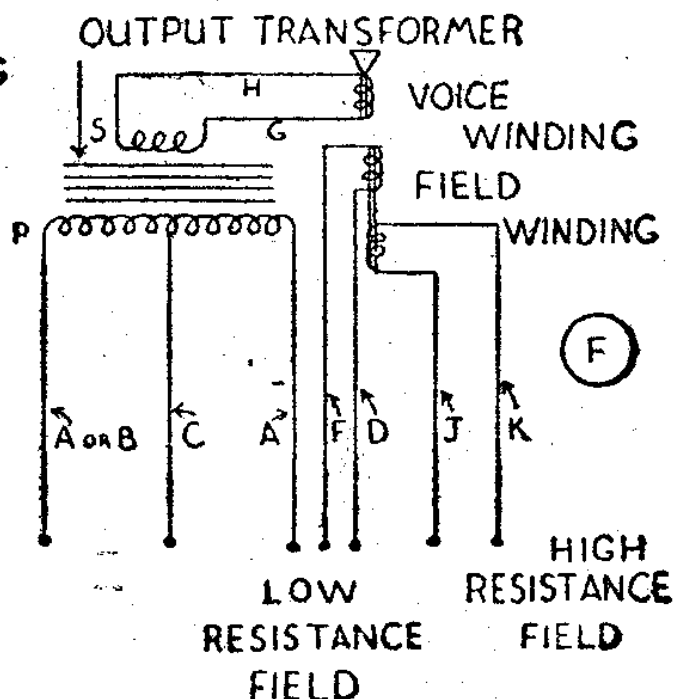 OUTPUT TRANSFORMER
H
VOICE
WINDING
S
G
FIELD
WINDING
P
F
A OR B
C
A
F
D
J
K
HIGH
RESISTANCE
FIELD
LOW
RESISTANCE
FIELD